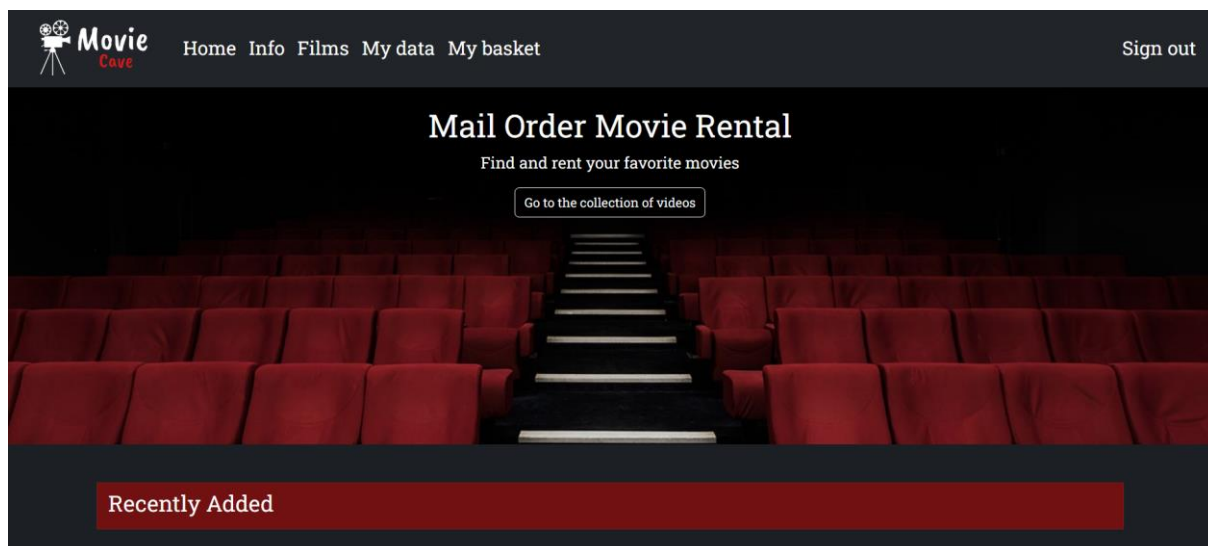 Movie
Cave
Home Info Films My data My basket
Sign out
Mail Order Movie Rental
Find and rent your favorite movies
Go to the collection of videos
Recently Added